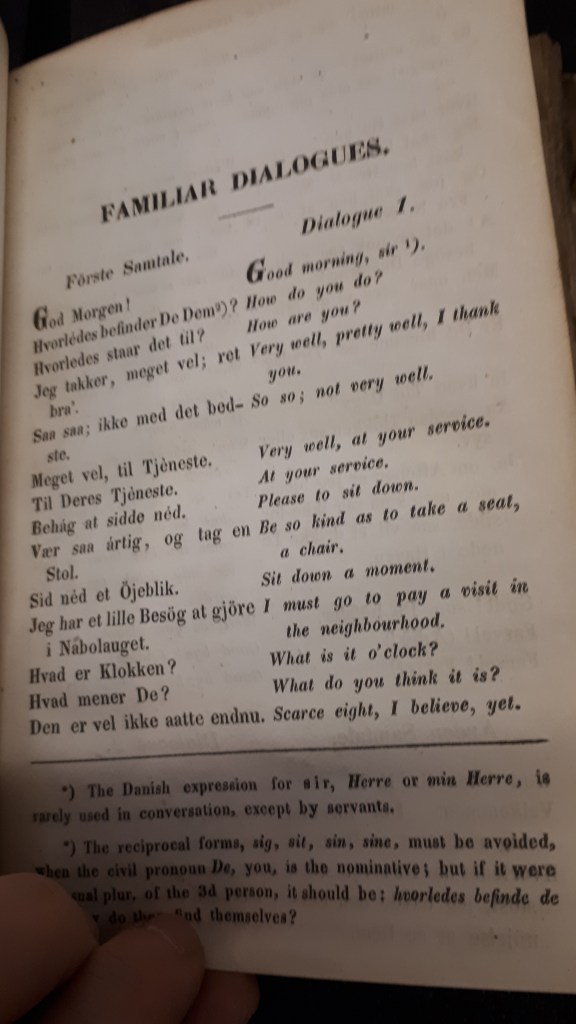 FAMILIAR DIALOGUES.
Förste Samtale.
God Morgen!
Hvorlédes befinder De Dem²)?
Hvorledes staar det til?
Jeg takker, meget vel; ret
bra'.
Saa saa; ikke med det bed-
ste.
Meget vel, til Tjèneste.
Til Deres Tjèneste.
Behág at sidde néd.
Vær saa ártig, og tag en
Stol.
Sid néd et Öjeblik.
Jeg har et lille Besög at gjöre
i Nábolauget.
Hvad er Klokken?
Hvad mener De?
Den er vel ikke aatte endnu.
Dialogue 1.
Good morning, sir ¹).
How do you do?
How are you?
Very well, pretty well, I thank
you.
So so; not very well.
Very well, at your service.
At your service.
Please to sit down.
Be so kind as to take a seat,
a chair.
Sit down a moment.
I must go to pay a visit in
the neighbourhood.
What is it o'clock?
What do you think it is?
Scarce eight, I believe, yet.
¹) The Danish expression for sir, Herre or min Herre, is
rarely used in conversation, except by servants.
²) The reciprocal forms, sig, sit, sin, sine, must be avoided,
when the civil pronoun De, you, is the nominative; but if it were
plur. of the 3d person, it should be: hvorledes befinde de
do they find themselves?